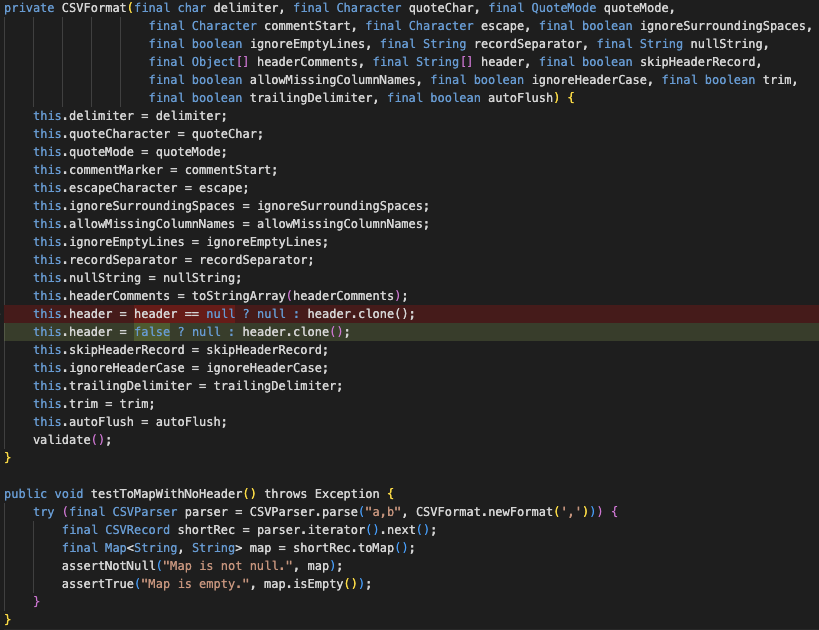 private CSVFormat(final char delimiter, final Character quoteChar, final QuoteMode quoteMode,
final Character commentStart, final Character escape, final boolean ignoreSurroundingSpaces,
final boolean ignoreEmptyLines, final String recordSeparator, final String nullString,
final Object[] headerComments, final String[] header, final boolean skipHeaderRecord,
final boolean allowMissingColumnNames, final boolean ignoreHeaderCase, final boolean trim,
final boolean trailingDelimiter, final boolean autoFlush) {
this.delimiter = delimiter;
this.quoteCharacter = quoteChar;
this.quoteMode = quoteMode;
this.commentMarker = commentStart;
this.escapeCharacter = escape;
this.ignoreSurroundingSpaces = ignoreSurroundingSpaces;
this.allowMissingColumnNames = allowMissingColumnNames;
this.ignoreEmptyLines = ignoreEmptyLines;
this.recordSeparator = recordSeparator;
this.nullString = nullString;
this.headerComments = toStringArray(headerComments);
this.header = header == null ? null : header.clone();
this.header = false ? null : header.clone();
this.skipHeaderRecord = skipHeaderRecord;
this.ignoreHeaderCase = ignoreHeaderCase;
this.trailingDelimiter = trailingDelimiter;
this.trim = trim;
this.autoFlush = autoFlush;
validate();
}
public void testToMapWithNoHeader() throws Exception {
try (final CSVParser parser = CSVParser.parse("a,b", CSVFormat.newFormat(','))) {
final CSVRecord shortRec = parser.iterator().next();
final Map<String, String> map = shortRec.toMap();
assertNotNull("Map is not null.", map);
assertTrue("Map is empty.", map.isEmpty());
}
}